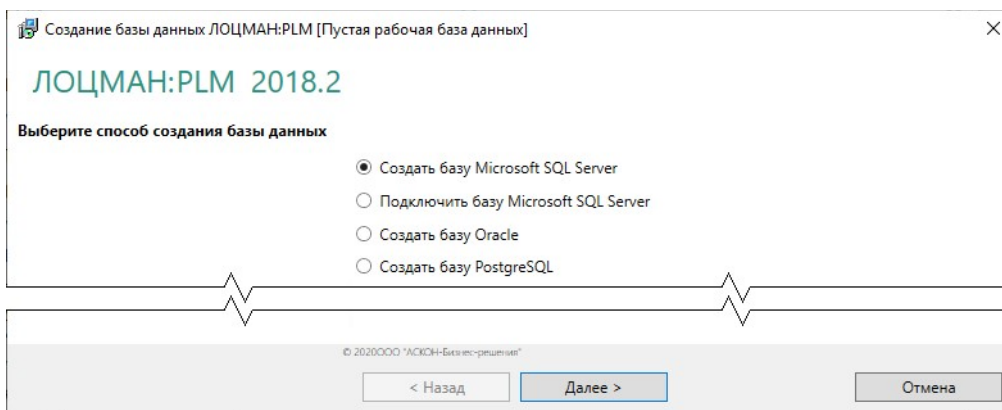 Создание базы данных ЛОЦМАН:PLM [Пустая рабочая база данных]
ЛОЦМАН:PLM 2018.2
Выберите способ создания базы данных
Создать базу Microsoft SQL Server
Подключить базу Microsoft SQL Server
Создать базу Oracle
Создать базу PostgreSQL
© 2020ООО "АСКОН-Бизнес-решения"
< Назад Далее > Отмена